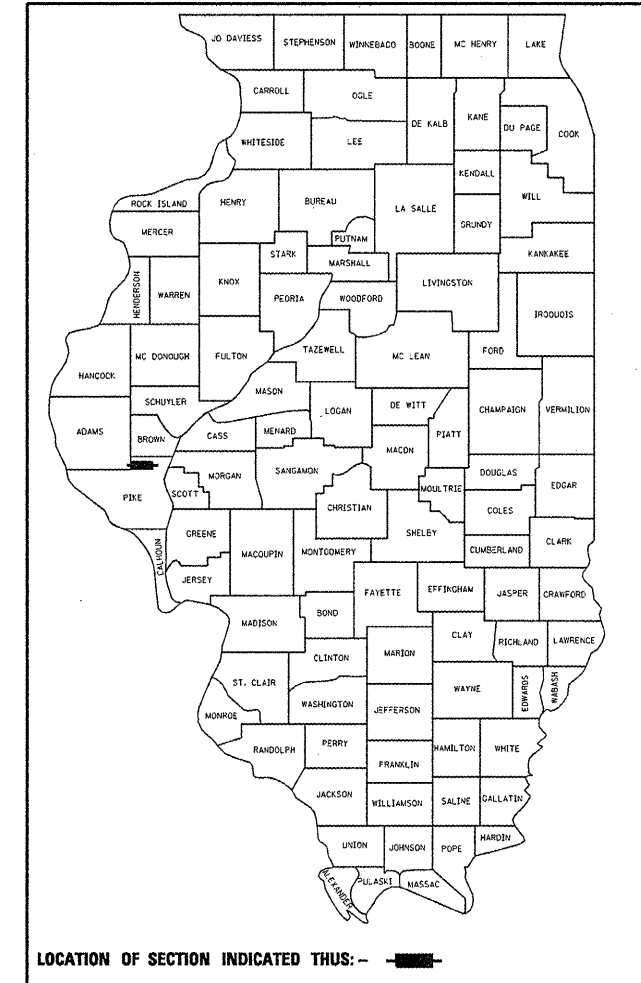 JO DAVIESS STEPHENSON WINNEBAGO BOONE MC HENRY LAKE
CARROLL OGLE DE KALB KANE DU PAGE COOK
WHITESIDE LEE
KENDALL WILL
ROCK ISLAND HENRY BUREAU LA SALLE GRUNDY
MERCER PUTNAM
STARK MARSHALL KANKAKEE
HENDERSON WARREN KNOX PEORIA WOODFORD LIVINGSTON IROQUOIS
HANCOCK MC DONOUGH FULTON TAZEWELL MC LEAN FORD
MASON
SCHUYLER LOGAN DE WITT CHAMPAIGN VERMILION
ADAMS BROWN CASS MENARD MACON PIATT
PIKE SCOTT MORGAN SANGAMON MOULTRIE DOUGLAS EDGAR
CHRISTIAN COLES
CALHOUN GREENE MACOUPIN MONTGOMERY SHELBY CUMBERLAND CLARK
JERSEY FAYETTE EFFINGHAM JASPER CRAWFORD
MADISON BOND
CLAY RICHLAND LAWRENCE
CLINTON MARION
ST. CLAIR WAYNE EDWARDS WABASH
MONROE WASHINGTON JEFFERSON
RANDOLPH PERRY HAMILTON WHITE
FRANKLIN
JACKSON WILLIAMSON SALINE GALLATIN
UNION JOHNSON POPE HARDIN
ALEXANDER PULASKI MASSAC
LOCATION OF SECTION INDICATED THUS:-